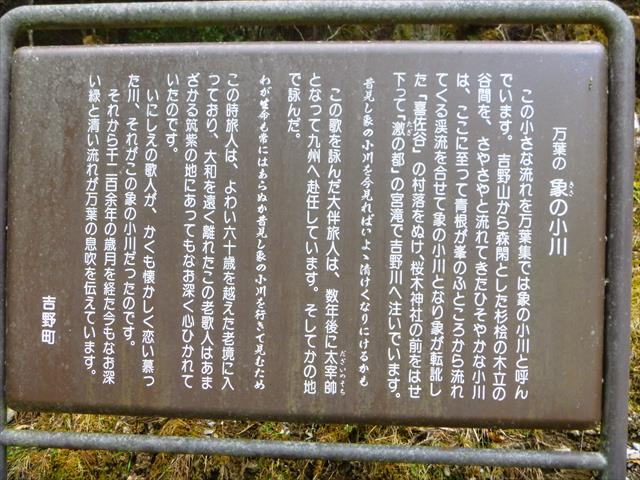 万葉の 象の小川
きさ
この小さな流れを万葉集では象の小川と呼ん
でいます。 吉野山から森閑とした杉桧の木立の
谷間を、さやさやと流れてきたひそやかな小川
は、ここに至って青根が峯のふところから流れ
てくる渓流を合せて象の小川となり象が転訛し
た「喜佐谷」の村落をぬけ、桜木神社の前をはせ
下って「激の都」の宮滝で吉野川へ注いでいます。
たぎ
昔見し象の小川を今見ればいよゝ清けくなりにけるかも
この歌を詠んだ大伴旅人は、数年後に太宰帥
だざいのそち
となって九州へ赴任しています。そしてかの地
で詠んだ。
わが生命も常にはあらぬか昔見し象の小川を行きて見むため
この時旅人は、よわい六十歳を越えた老境に入
っており、大和を遠く離れたこの老歌人はあま
ざかる筑紫の地にあってもなお深く心ひかれて
いたのです。
いにしえの歌人が、かくも懐かしく恋い慕っ
た川、それがこの象の小川だったのです。
それから千二百余年の歳月を経た今もなお深
い緑と清い流れが万葉の息吹を伝えています。
吉野町